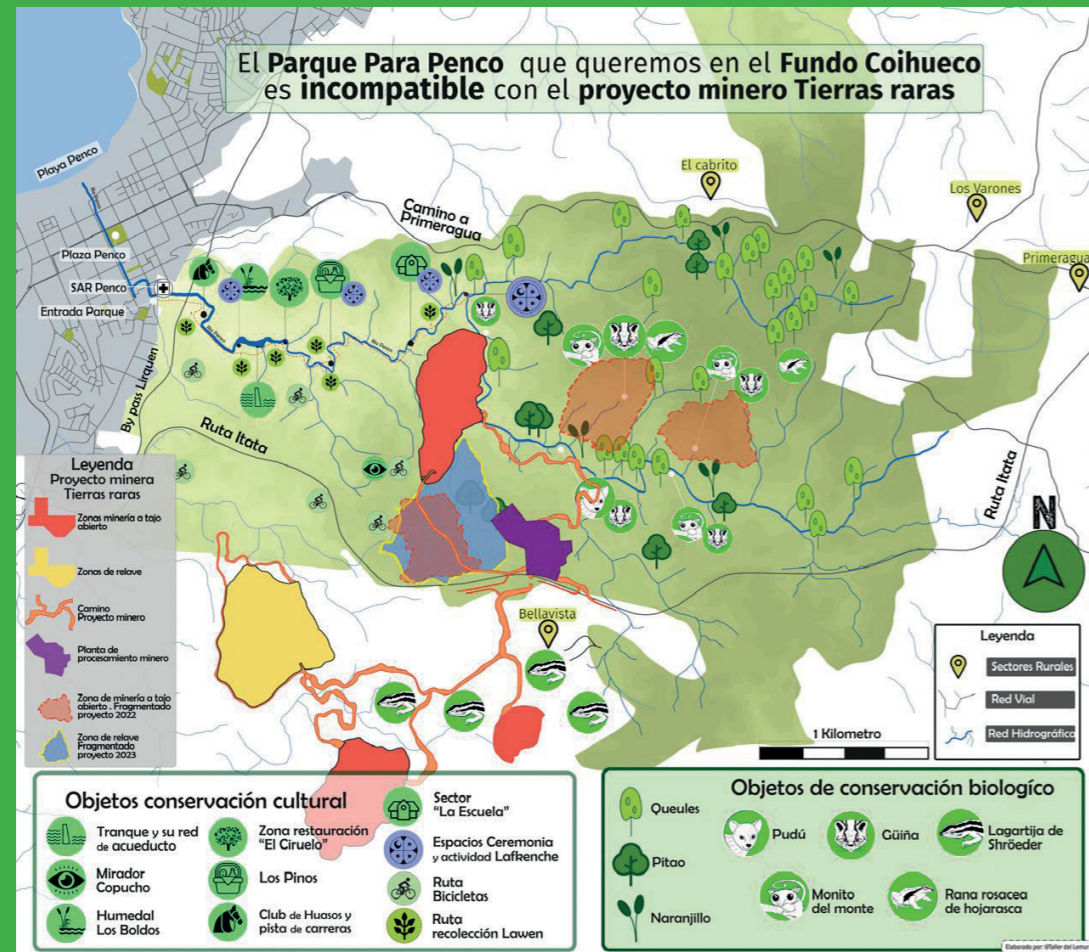 El Parque Para Penco que queremos en el Fundo Coihueco
es incompatible con el proyecto minero Tierras raras
Playa Penco
Rio Penco
El cabrito
Los Varones
Camino a
Primeragua
Plaza Penco
Primeragua
SAR Penco
Entrada Parque
Rio Penco
Rio Penco
By pass Lirquen
Ruta Itata
Ruta Itata
N
Leyenda
Proyecto minera
Tierras raras
Zonas minería a tajo
abierto
Zonas de relave
Camino
Proyecto minero
Planta de
procesamiento minero
Zona de minería a tajo
abierto . Fragmentado
proyecto 2022
Zona de relave
Fragmentado
proyecto 2023
Bellavista
Leyenda
Sectores Rurales
Red Vial
Red Hidrográfica
1 Kilometro
Objetos conservación cultural
Tranque y su red
de acueducto
Mirador
Copucho
Humedal
Los Boldos
Zona restauración
"El Ciruelo"
Los Pinos
Club de Huasos y
pista de carreras
Sector
"La Escuela"
Espacios Ceremonia
y actividad Lafkenche
Ruta
Bicicletas
Ruta
recolección Lawen
Objetos de conservación biologíco
Queules
Pitao
Naranjillo
Pudú
Güiña
Lagartija de
Shröeder
Monito
del monte
Rana rosacea
de hojarasca